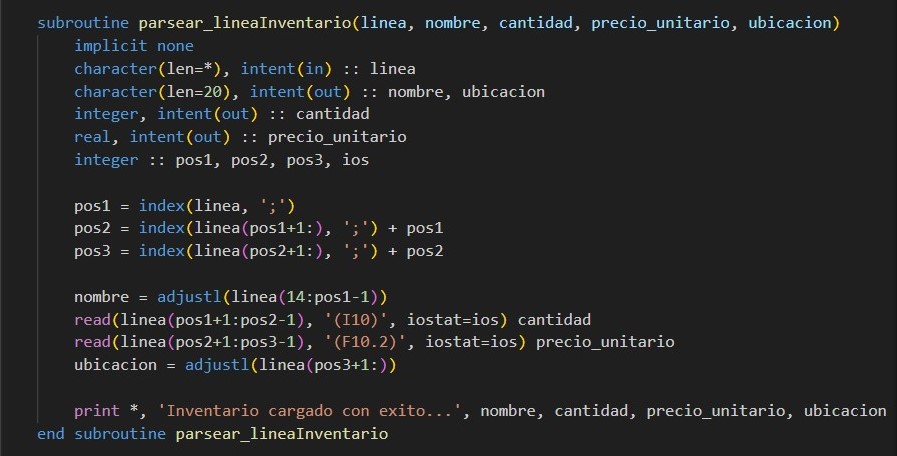 subroutine parsear_lineaInventario(linea, nombre, cantidad, precio_unitario, ubicacion)
implicit none
character(len=*), intent(in) :: linea
character(len=20), intent(out) :: nombre, ubicacion
integer, intent(out) :: cantidad
real, intent(out) :: precio_unitario
integer :: pos1, pos2, pos3, ios
pos1 = index(linea, ';')
pos2 = index(linea(pos1+1:), ';') + pos1
pos3 = index(linea(pos2+1:), ';') + pos2
nombre = adjustl(linea(14:pos1-1))
read(linea(pos1+1:pos2-1), '(I10)', iostat=ios) cantidad
read(linea(pos2+1:pos3-1), '(F10.2)', iostat=ios) precio_unitario
ubicacion = adjustl(linea(pos3+1:))
print *, 'Inventario cargado con exito...', nombre, cantidad, precio_unitario, ubicacion
end subroutine parsear_lineaInventario